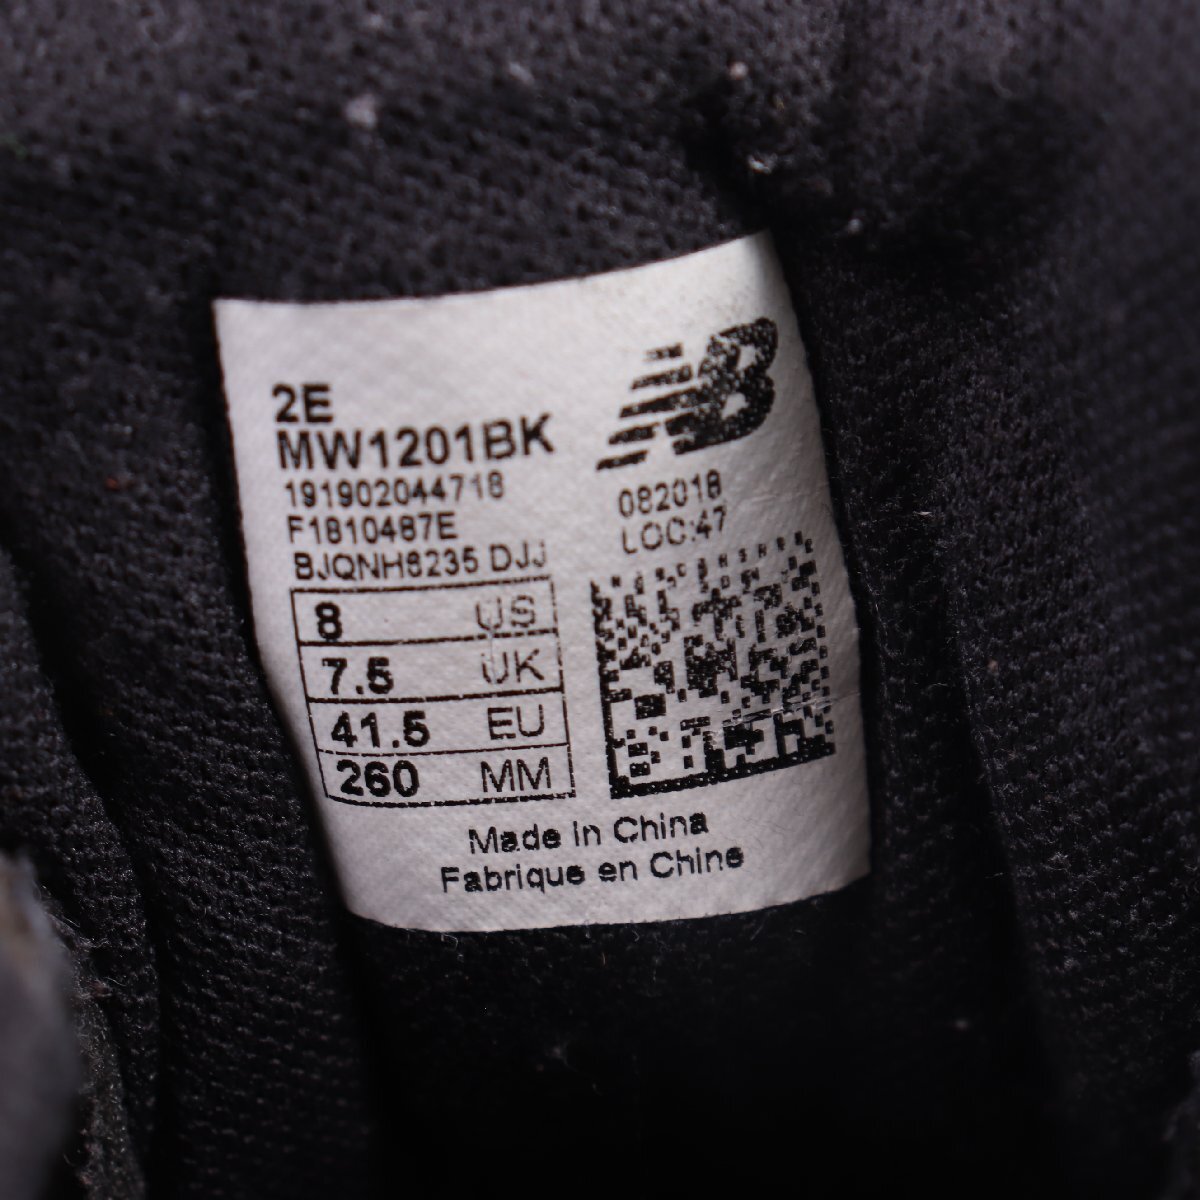 2E
MW1201BK
191902044718
F1810487E
BJQNH8235 DJJ
NB
082018
LOC:47
8 US
7.5 UK
41.5 EU
260 MM
Made in China
Fabrique en Chine